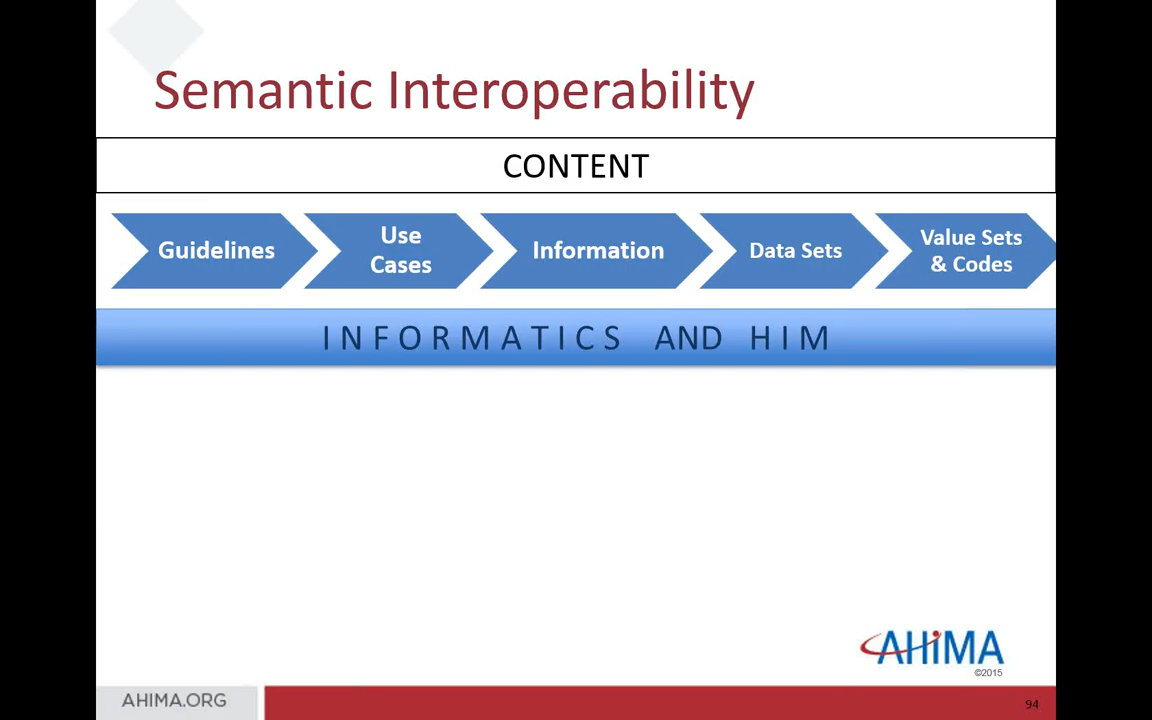 Semantic Interoperability
CONTENT
Guidelines
Use
Cases
Information
Data Sets
Value Sets
& Codes
INFORMATICS AND HIM
AHIMA
©2015
AHIMA.ORG
94